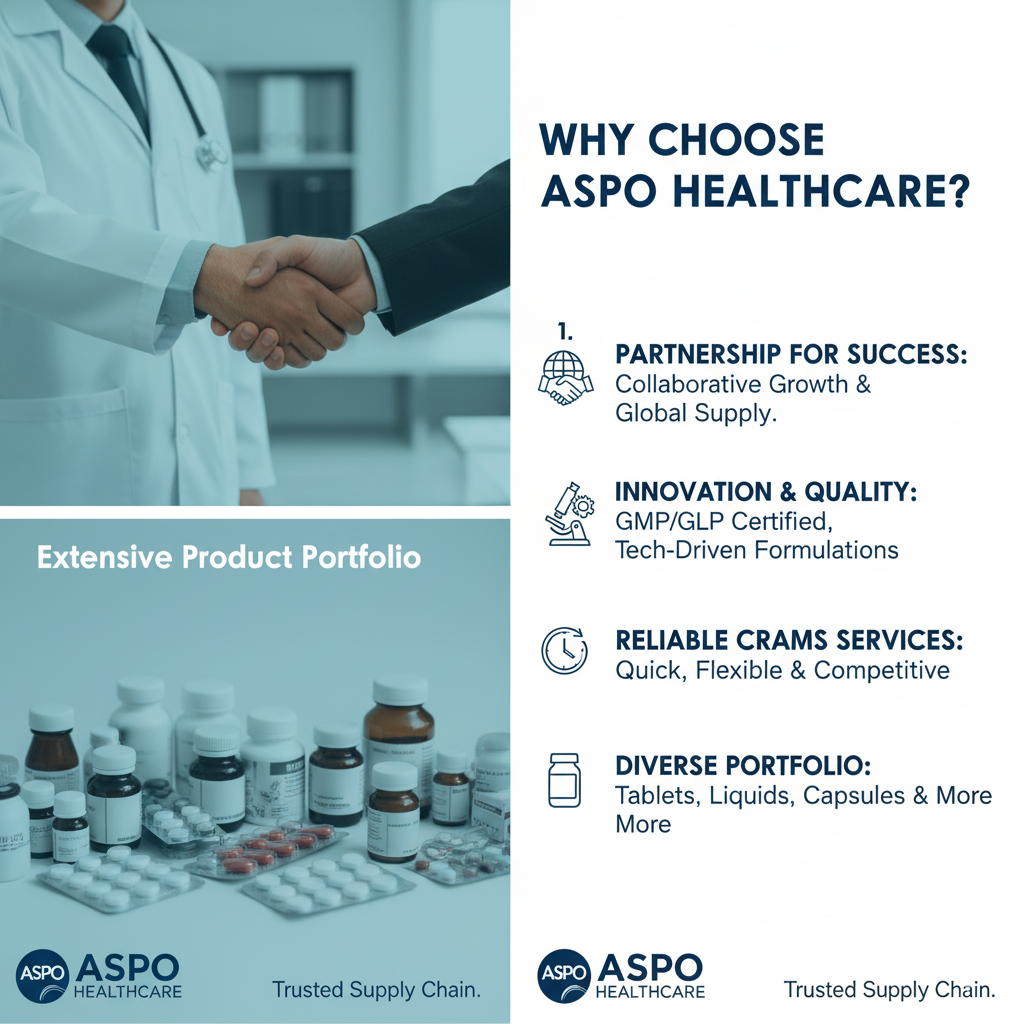 Extensive Product Portfolio
ASPO
ASPO
HEALTHCARE
Trusted Supply Chain.
WHY CHOOSE
ASPO HEALTHCARE?
1.
PARTNERSHIP FOR SUCCESS:
Collaborative Growth &
Global Supply.
INNOVATION & QUALITY:
GMP/GLP Certified,
Tech-Driven Formulations
RELIABLE CRAMS SERVICES:
Quick, Flexible & Competitive
DIVERSE PORTFOLIO:
Tablets, Liquids, Capsules & More
More
ASPO
ASPO
HEALTHCARE
Trusted Supply Chain.